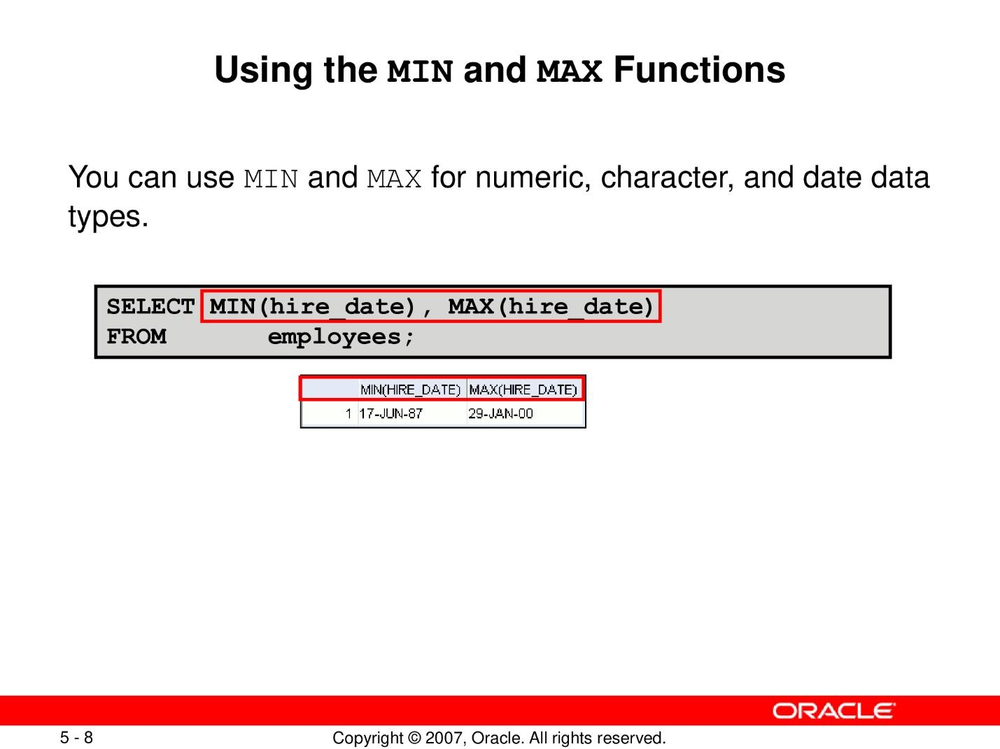 Using the MIN and MAX Functions
You can use MIN and MAX for numeric, character, and date data
types.
SELECT MIN(hire_date), MAX(hire_date)
FROM employees;
MIN(HIRE_DATE) MAX(HIRE_DATE)
1 17-JUN-87 29-JAN-00
ORACLE
5 - 8 Copyright © 2007, Oracle. All rights reserved.